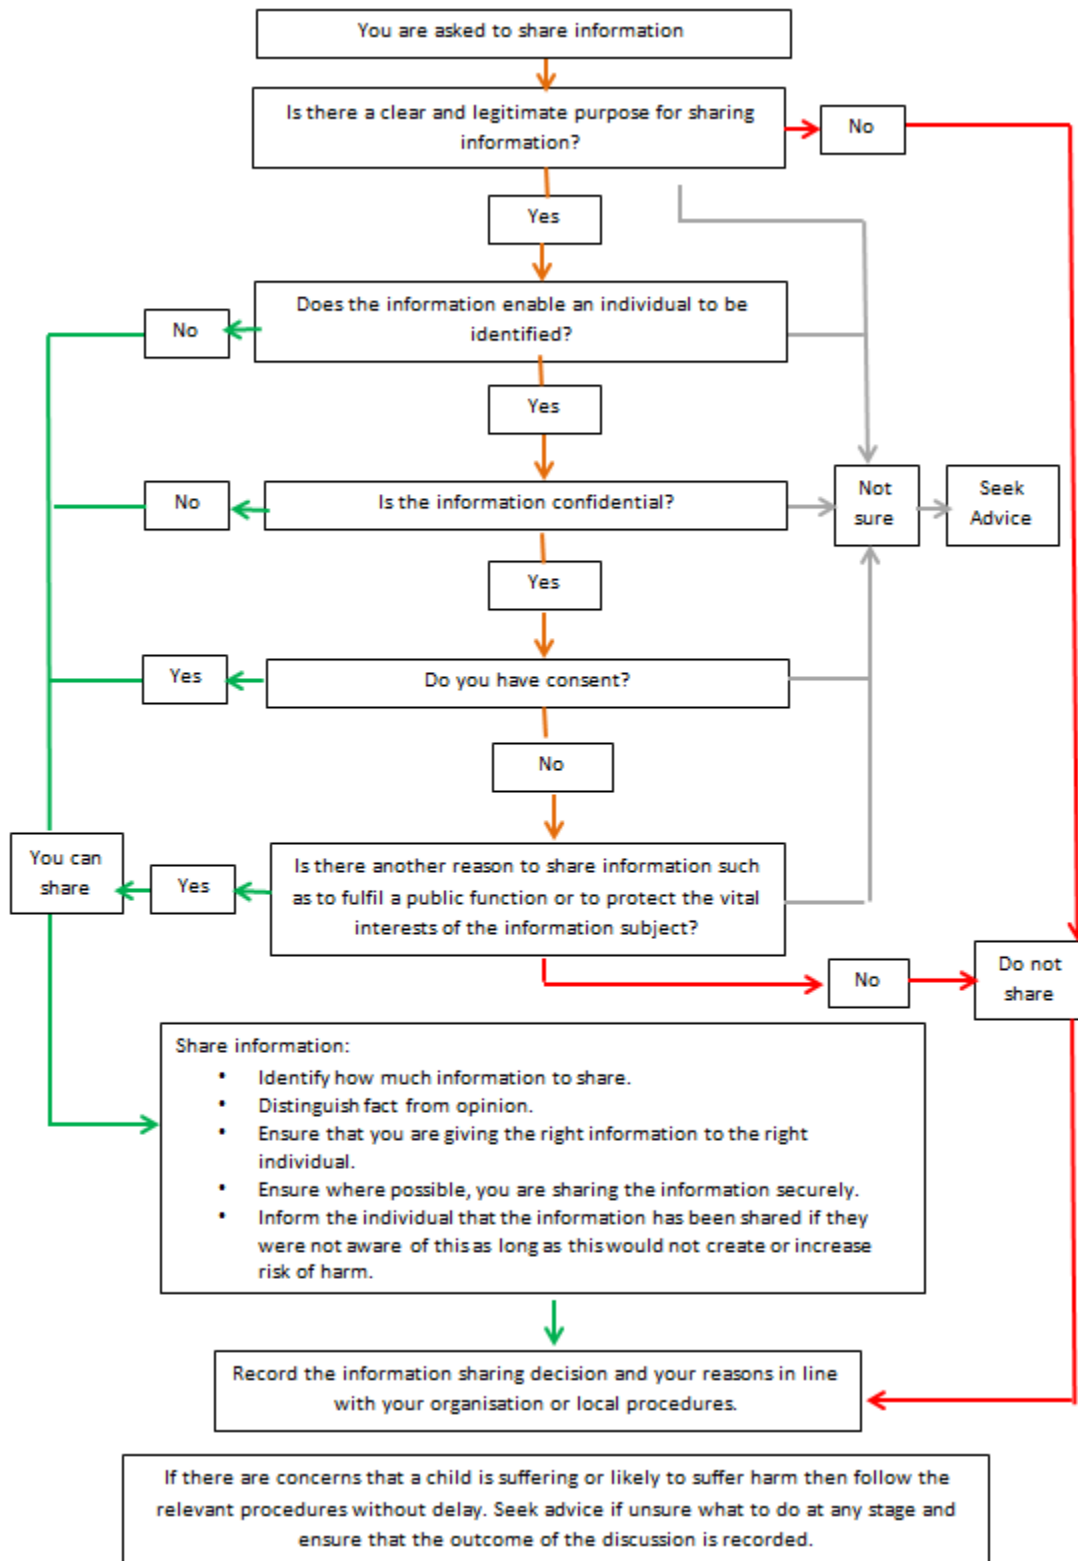 You are asked to share information
Is there a clear and legitimate purpose for sharing
information?
No
Yes
Does the information enable an individual to be
identified?
No
Yes
Is the information confidential?
No
Not
sure
Seek
Advice
Yes
Do you have consent?
Yes
No
Is there another reason to share information such
as to fulfil a public function or to protect the vital
interests of the information subject?
Yes
You can
share
No
Do not
share
Share information:
• Identify how much information to share.
• Distinguish fact from opinion.
• Ensure that you are giving the right information to the right
individual.
• Ensure where possible, you are sharing the information securely.
• Inform the individual that the information has been shared if they
were not aware of this as long as this would not create or increase
risk of harm.
Record the information sharing decision and your reasons in line
with your organisation or local procedures.
If there are concerns that a child is suffering or likely to suffer harm then follow the
relevant procedures without delay. Seek advice if unsure what to do at any stage and
ensure that the outcome of the discussion is recorded.